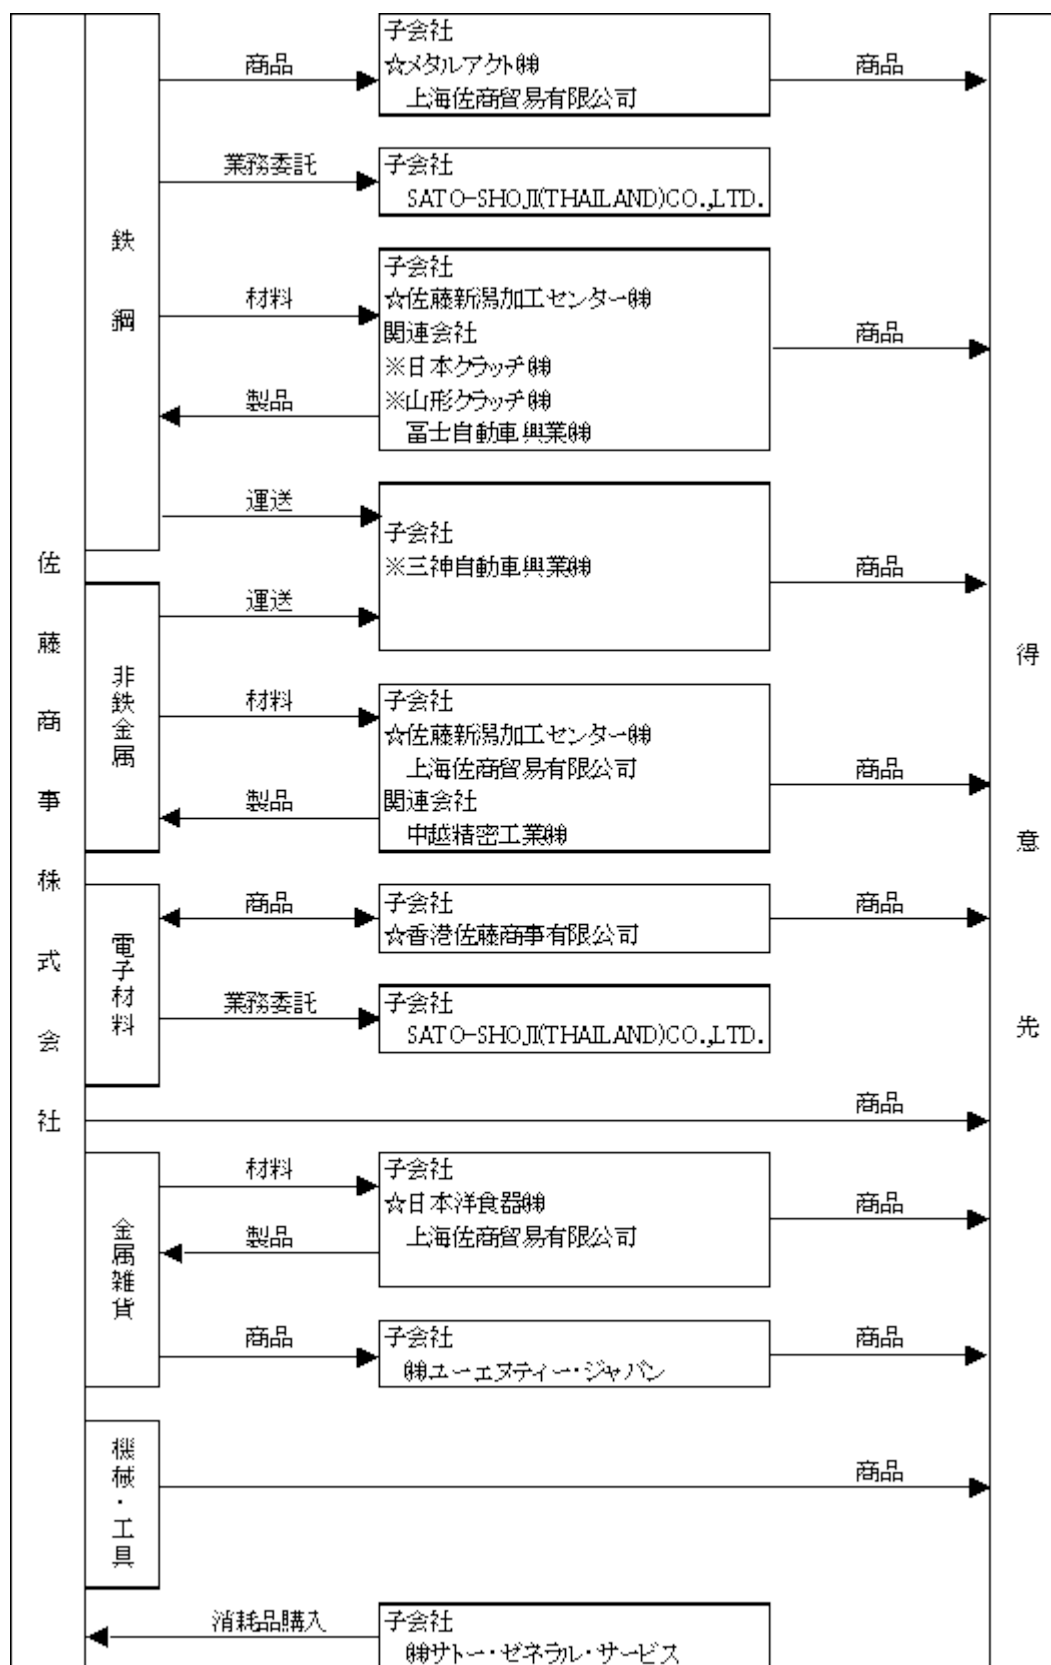 佐藤商事株式会社
鉄鋼
商品
子会社
☆メタルアクト㈱
上海佐商貿易有限公司
商品
業務委託
子会社
SATO-SHOJI(THAILAND)CO.,LTD.
材料
製品
子会社
☆佐藤新潟加工センター㈱
関連会社
※日本クラッチ㈱
※山形クラッチ㈱
冨士自動車興業㈱
商品
運送
運送
子会社
※三神自動車興業㈱
商品
非鉄金属
材料
製品
子会社
☆佐藤新潟加工センター㈱
上海佐商貿易有限公司
関連会社
中越精密工業㈱
商品
電子材料
商品
子会社
☆香港佐藤商事有限公司
商品
業務委託
子会社
SATO-SHOJI(THAILAND)CO.,LTD.
商品
金属雑貨
材料
製品
子会社
☆日本洋食器㈱
上海佐商貿易有限公司
商品
商品
子会社
㈱ユーエヌティー・ジャパン
商品
機械・工具
商品
消耗品購入
子会社
㈱サトー・ゼネラル・サービス
得意先